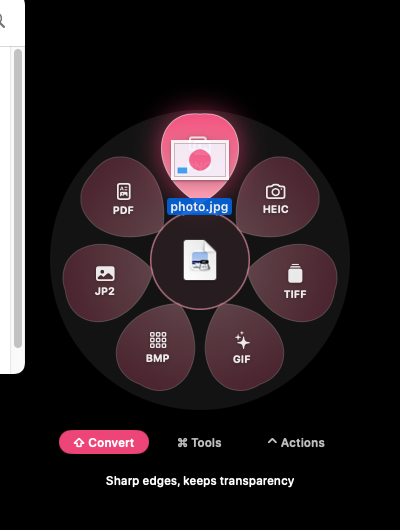 photo.jpg
PDF
HEIC
JP2
TIFF
BMP
GIF
⇧ Convert
⌘ Tools
⌃ Actions
Sharp edges, keeps transparency